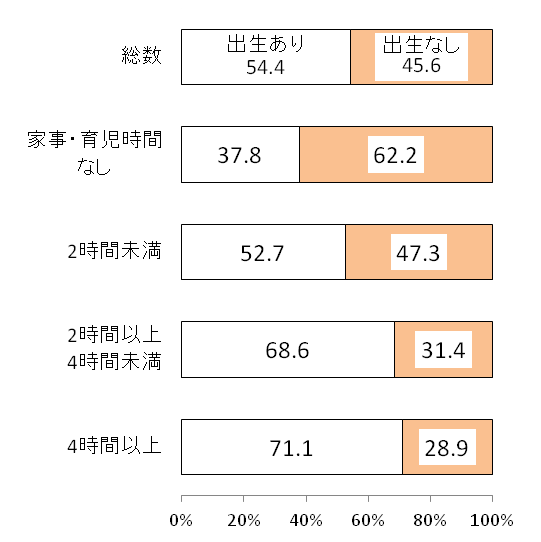 総数
出生あり
54.4
出生なし
45.6
家事・育児時間
なし
37.8
62.2
2時間未満
52.7
47.3
2時間以上
4時間未満
68.6
31.4
4時間以上
71.1
28.9
0% 20% 40% 60% 80% 100%